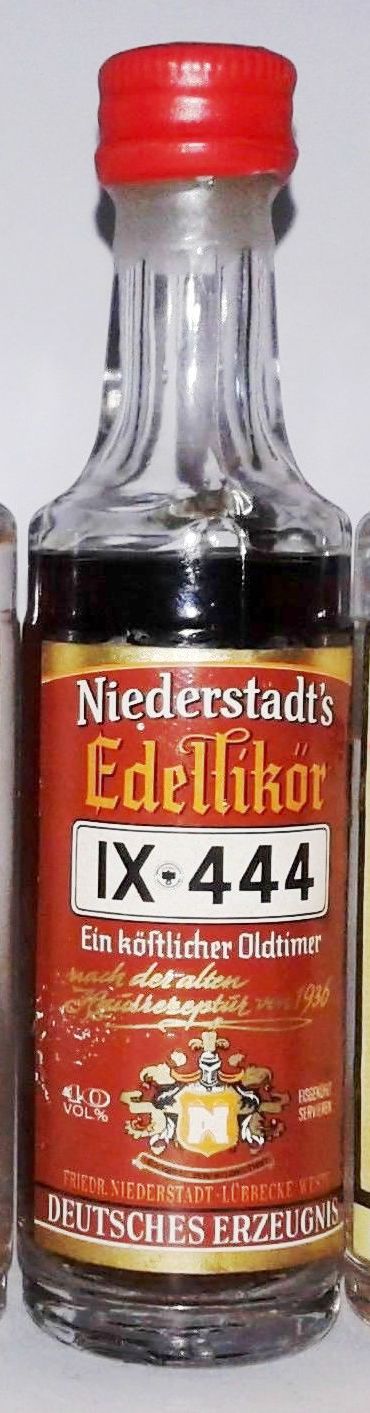 Niederstadt's
Edellikör
IX 444
Ein köstlicher Oldtimer
nach der alten
Hausrezeptur von 1936
40
VOL%
EISGEKÜHLT
SERVIEREN
FRIEDR. NIEDERSTADT · LÜBBECKE · WESTF.
DEUTSCHES ERZEUGNIS